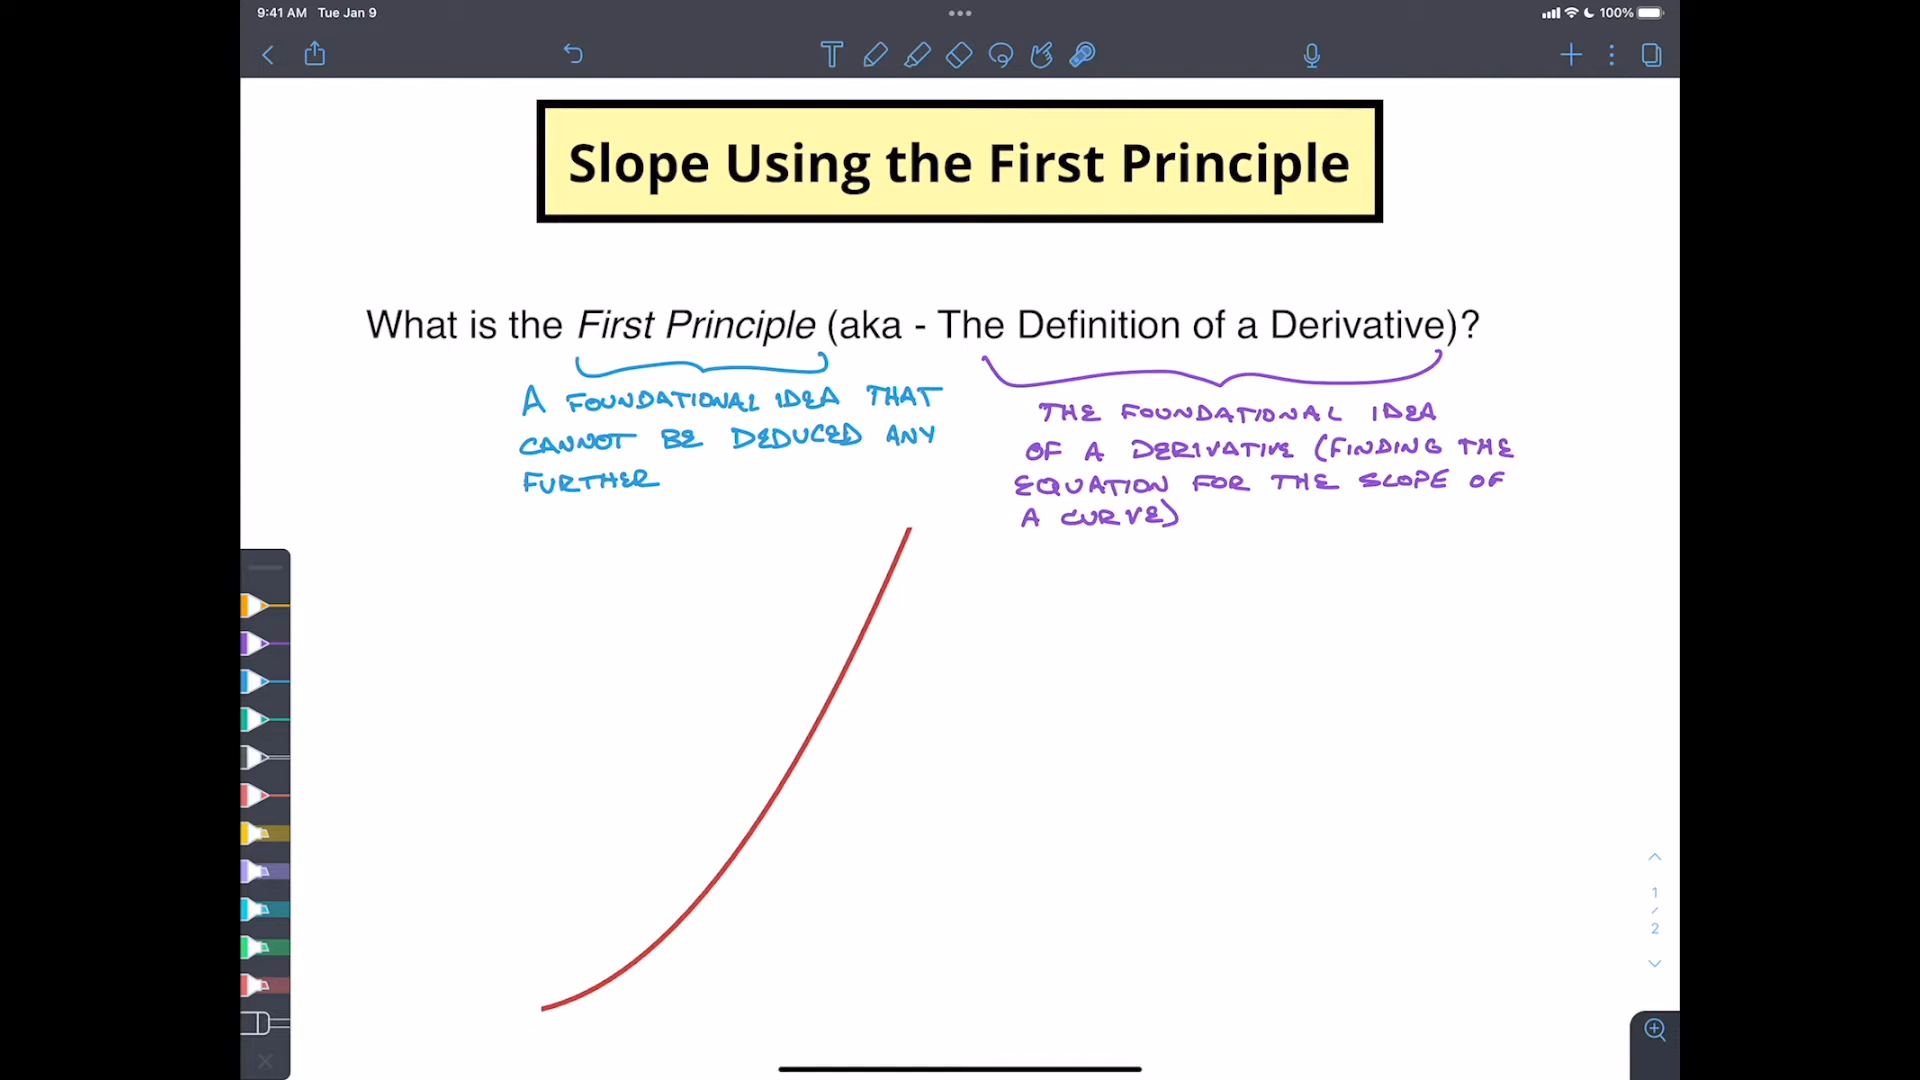 9:41 AM Tue Jan 9
100%
Slope Using the First Principle
What is the First Principle (aka - The Definition of a Derivative)?
A FOUNDATIONAL IDEA THAT
CANNOT BE DEDUCED ANY
FURTHER
THE FOUNDATIONAL IDEA
OF A DERIVATIVE (FINDING THE
EQUATION FOR THE SLOPE OF
A CURVE)
1
/
2